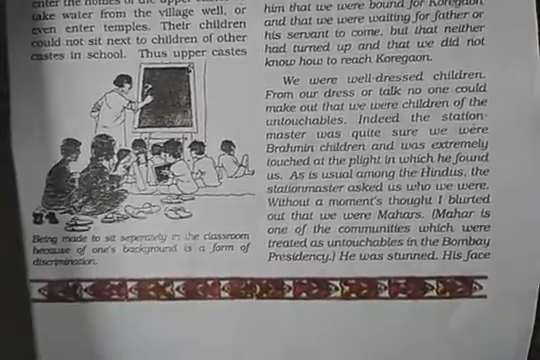 enter the homes of the upper castes or
take water from the village well, or
even enter temples. Their children
could not sit next to children of other
castes in school. Thus upper castes
Being made to sit seperately in the classroom
because of one's background is a form of
discrimination.
him that we were bound for Koregaon
and that we were waiting for father or
his servant to come, but that neither
had turned up and that we did not
know how to reach Koregaon.
We were well-dressed children.
From our dress or talk no one could
make out that we were children of the
untouchables. Indeed the station-
master was quite sure we were
Brahmin children and was extremely
touched at the plight in which he found
us. As is usual among the Hindus, the
stationmaster asked us who we were.
Without a moment's thought I blurted
out that we were Mahars. (Mahar is
one of the communities which were
treated as untouchables in the Bombay
Presidency.) He was stunned. His face